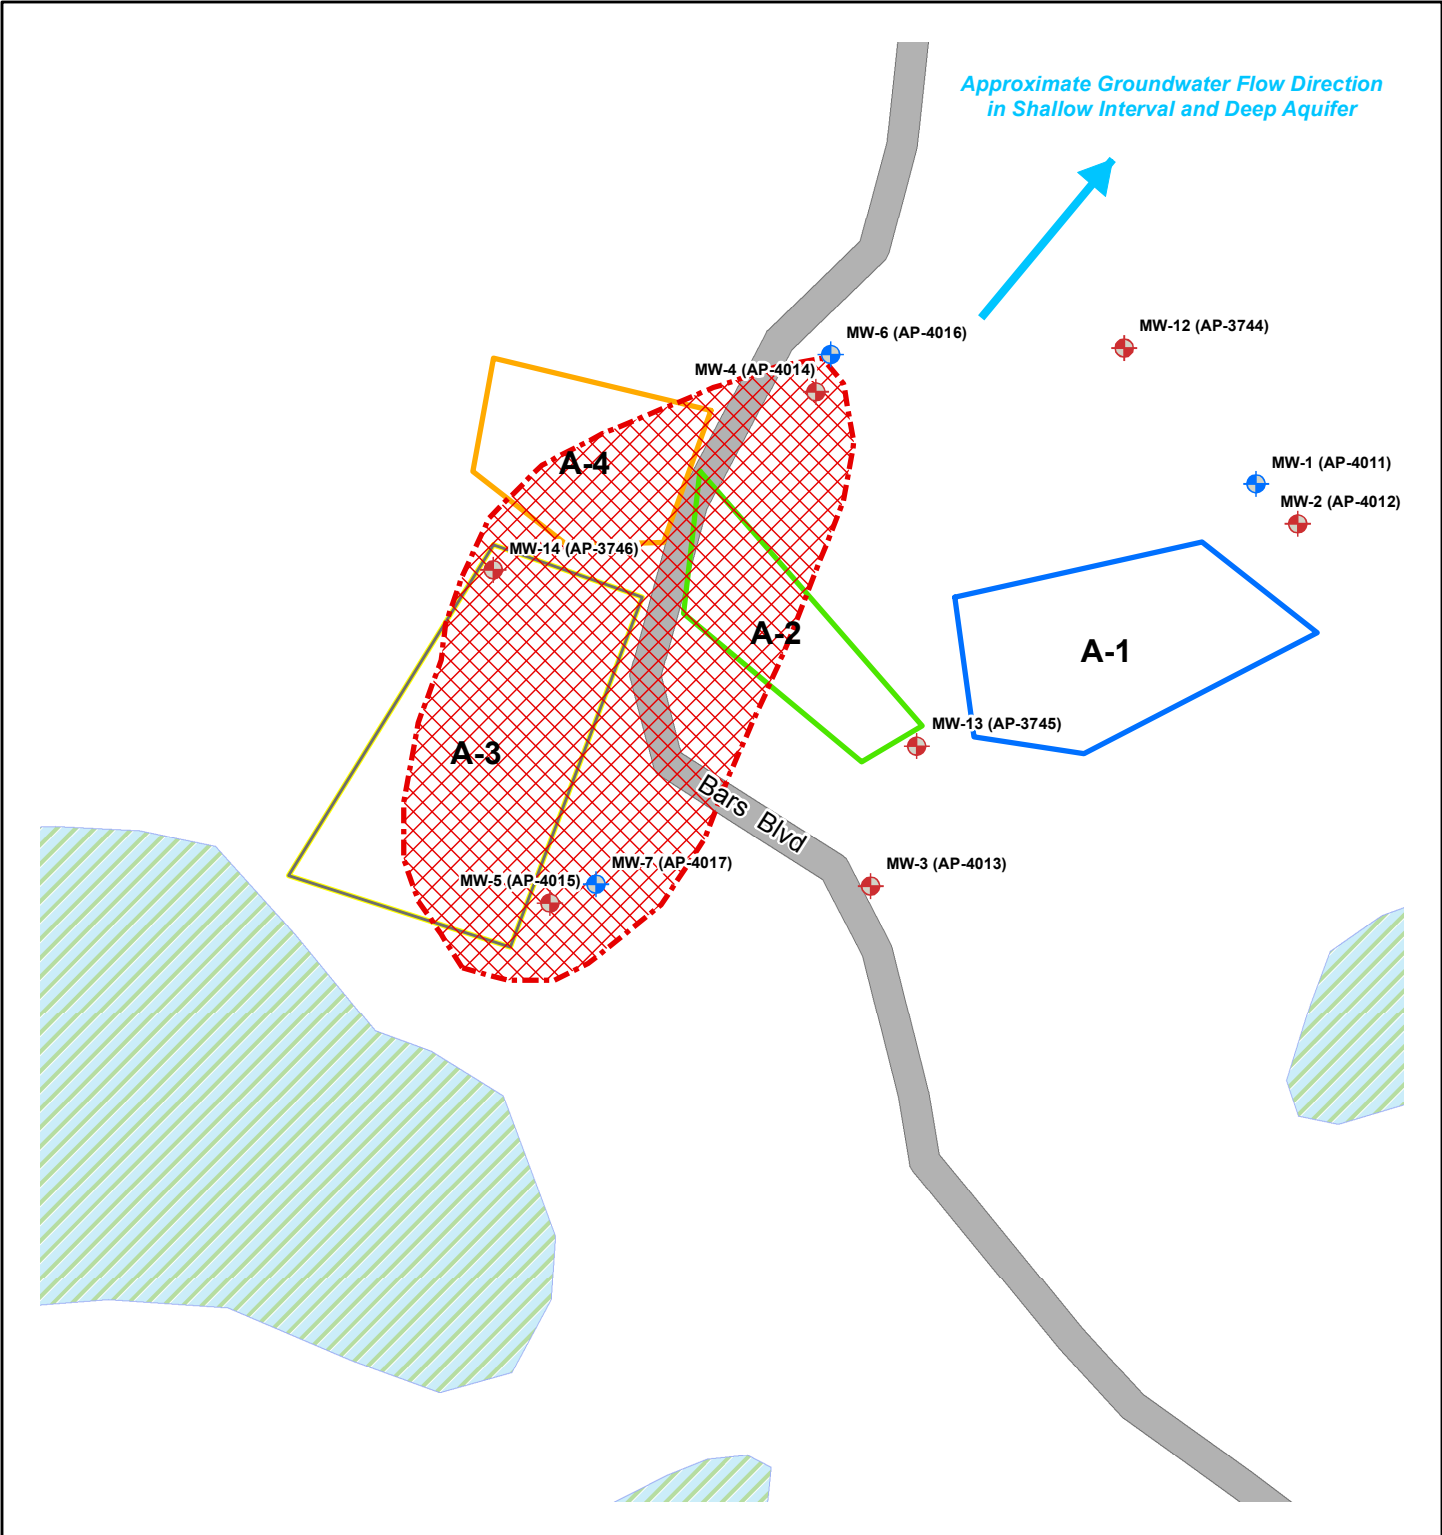 Approximate Groundwater Flow Direction
in Shallow Interval and Deep Aquifer
MW-12 (AP-3744)
MW-6 (AP-4016)
MW-4 (AP-4014)
A-4
MW-1 (AP-4011)
MW-2 (AP-4012)
MW-14 (AP-3746)
A-2
A-1
MW-13 (AP-3745)
A-3
Bars Blvd
MW-7 (AP-4017)
MW-3 (AP-4013)
MW-5 (AP-4015)